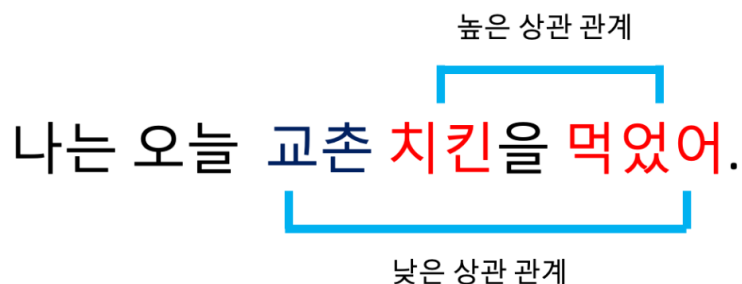 높은 상관 관계
나는 오늘 교촌 치킨을 먹었어.
낮은 상관 관계